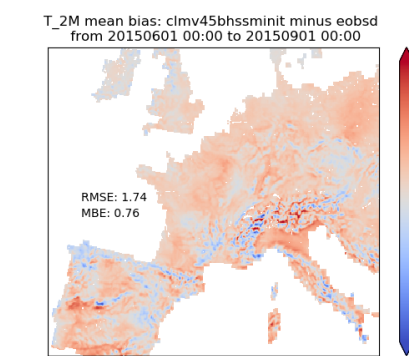 T_2M mean bias: clmv45bhssminit minus eobsd
from 20150601 00:00 to 20150901 00:00
RMSE: 1.74
MBE: 0.76